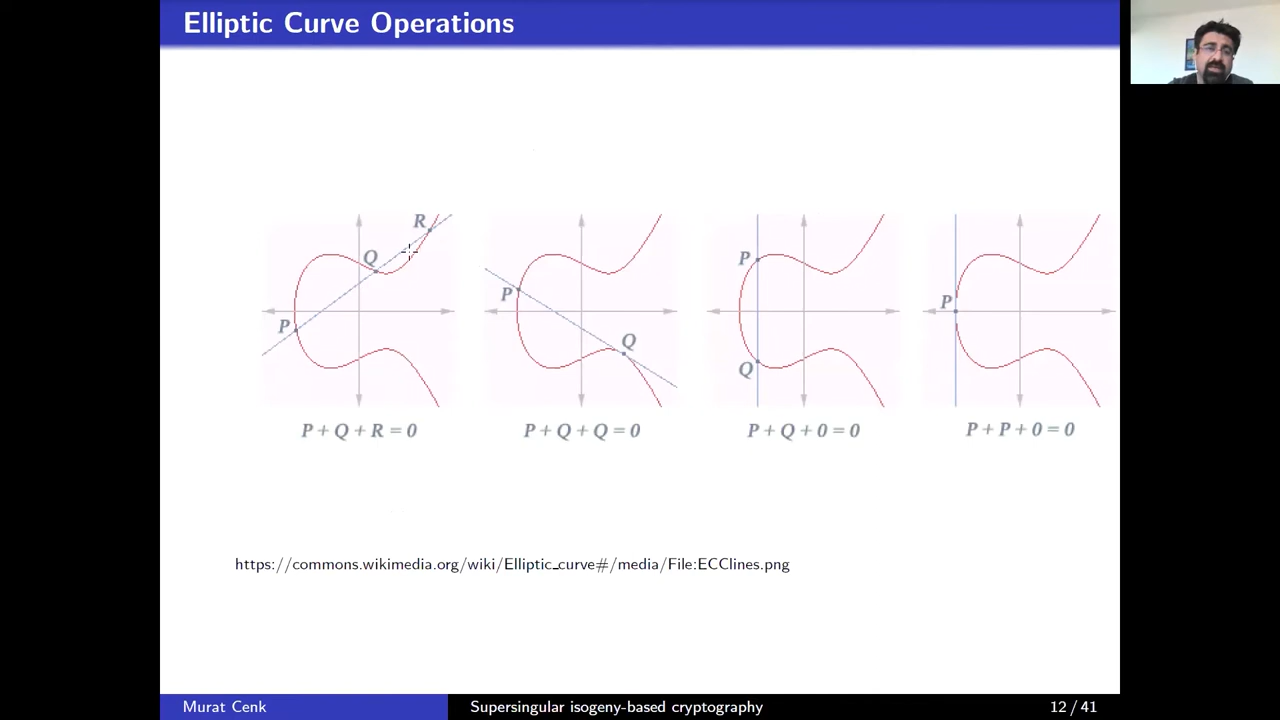 Elliptic Curve Operations
R
Q
P
P
Q
P
Q
P
P + Q + R = 0
P + Q + Q = 0
P + Q + 0 = 0
P + P + 0 = 0
https://commons.wikimedia.org/wiki/Elliptic_curve#/media/File:ECClines.png
Murat Cenk
Supersingular isogeny-based cryptography
12 / 41